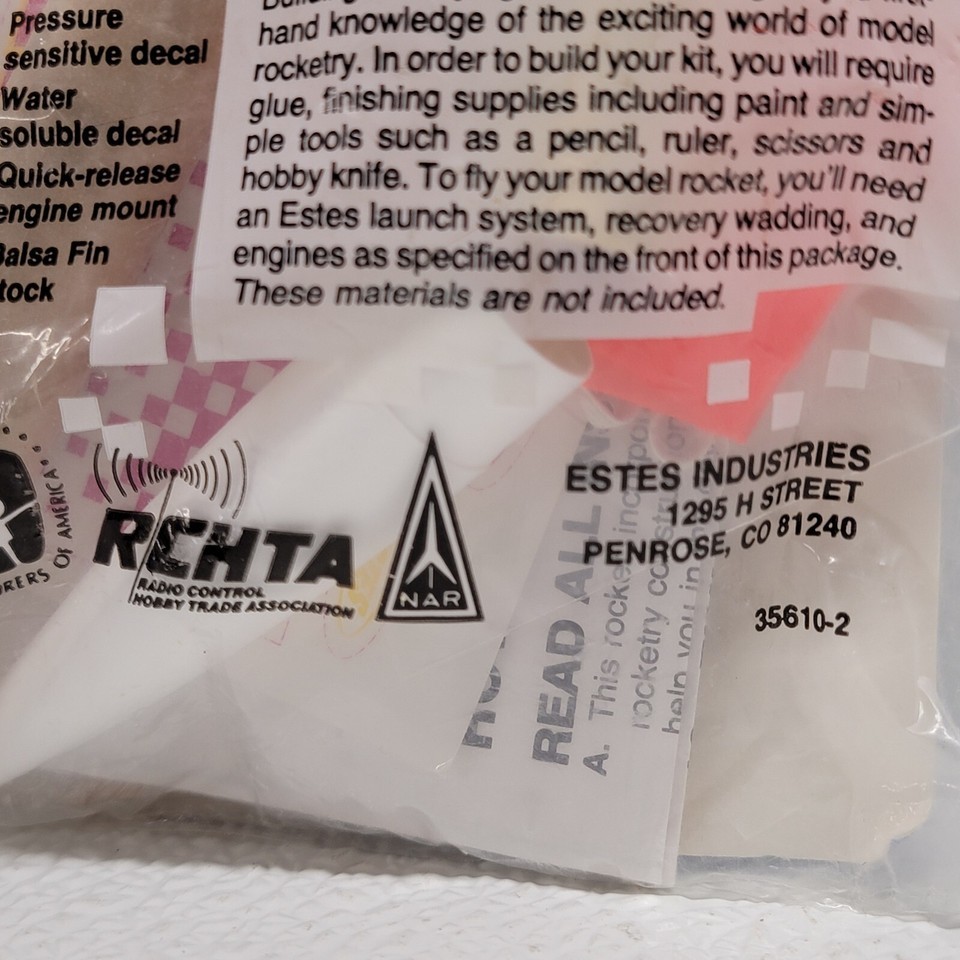 Pressure
sensitive decal
Water
soluble decal
Quick-release
engine mount
Balsa Fin
tock
hand knowledge of the exciting world of model
rocketry. In order to build your kit, you will require
glue, finishing supplies including paint and sim-
ple tools such as a pencil, ruler, scissors and
hobby knife. To fly your model rocket, you'll need
an Estes launch system, recovery wadding, and
engines as specified on the front of this package.
These materials are not included.
OF AMERICA
RCHTA
RADIO CONTROL
HOBBY TRADE ASSOCIATION
NAR
ESTES INDUSTRIES
1295 H STREET
PENROSE, CO 81240
35610-2
READ ALL
A. This rocke
rocketry
help you in